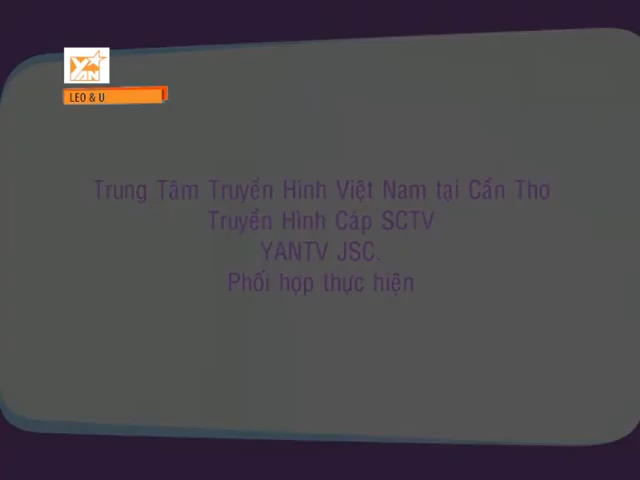 YAN
LEO & U
Trung Tâm Truyền Hình Việt Nam tại Cần Thơ
Truyền Hình Cáp SCTV
YANTV JSC.
Phối hợp thực hiện